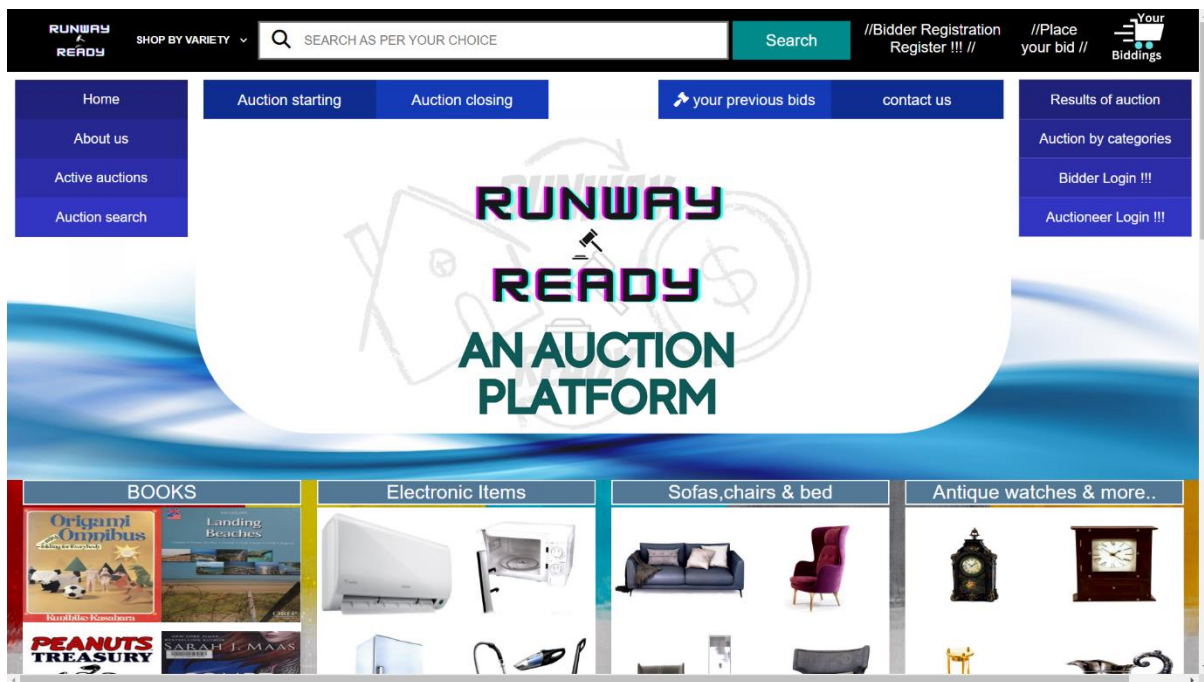 RUNWAY
READY
SHOP BY VARIETY
SEARCH AS PER YOUR CHOICE
Search
//Bidder Registration
Register !!! //
//Place
your bid //
Your
Biddings
Home
About us
Active auctions
Auction search
Auction starting
Auction closing
your previous bids
contact us
Results of auction
Auction by categories
Bidder Login !!!
Auctioneer Login !!!
RUNWAY
READY
AN AUCTION
PLATFORM
BOOKS
Electronic Items
Sofas,chairs & bed
Antique watches & more..
Origami
Omnibus
Kunihiko Kasahara
Landing
Beaches
OREP
PEANUTS
TREASURY
SARAH J. MAAS